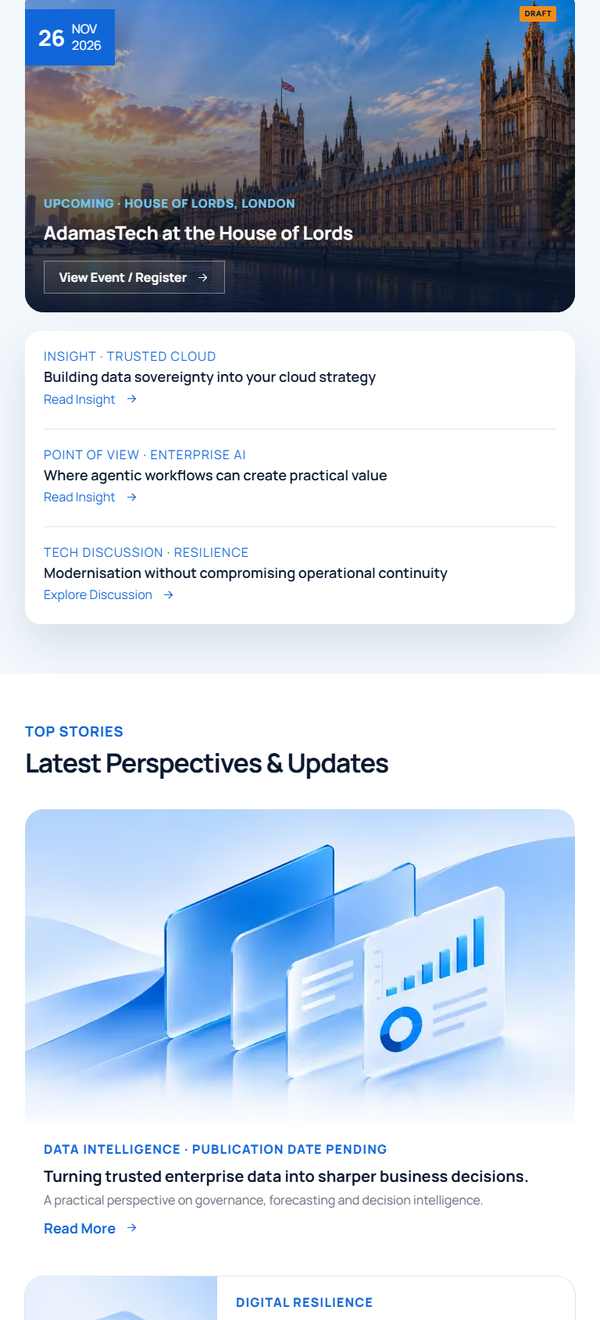 DRAFT
26 NOV
2026
UPCOMING · HOUSE OF LORDS, LONDON
AdamasTech at the House of Lords
View Event / Register →
INSIGHT · TRUSTED CLOUD
Building data sovereignty into your cloud strategy
Read Insight →
POINT OF VIEW · ENTERPRISE AI
Where agentic workflows can create practical value
Read Insight →
TECH DISCUSSION · RESILIENCE
Modernisation without compromising operational continuity
Explore Discussion →
TOP STORIES
Latest Perspectives & Updates
DATA INTELLIGENCE · PUBLICATION DATE PENDING
Turning trusted enterprise data into sharper business decisions.
A practical perspective on governance, forecasting and decision intelligence.
Read More →
DIGITAL RESILIENCE